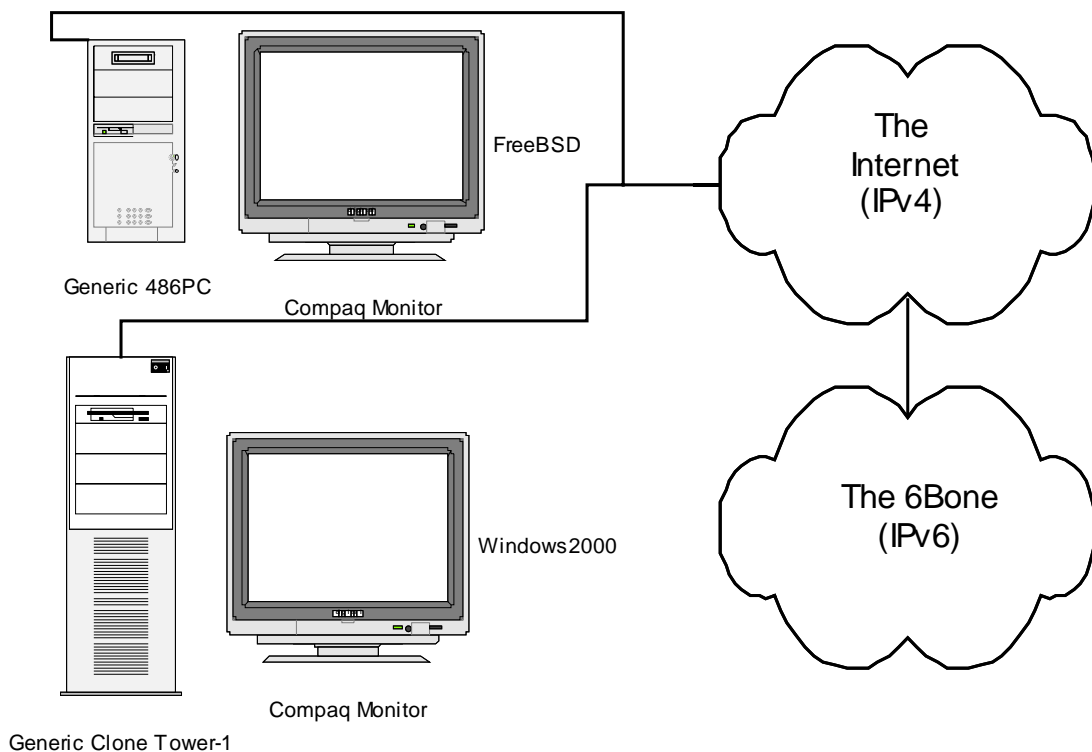 FreeBSD
The
Internet
(IPv4)
Generic 486PC
Compaq Monitor
The 6Bone
(IPv6)
Windows2000
Compaq Monitor
Generic Clone Tower-1